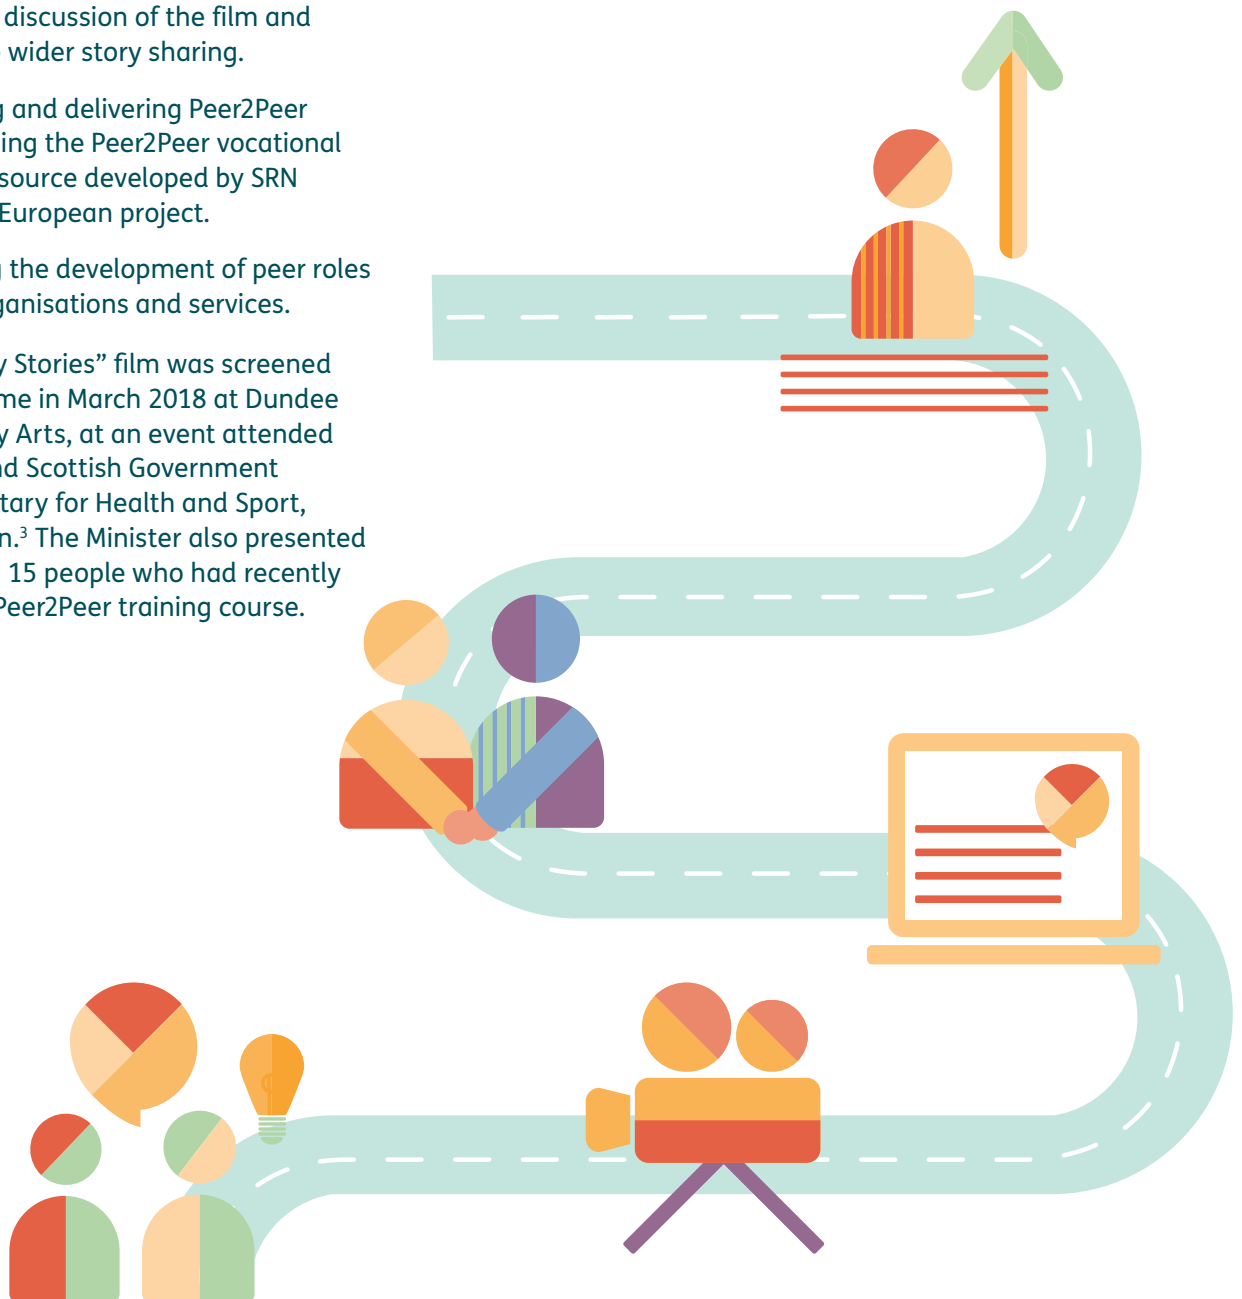 discussion of the film and
wider story sharing.
and delivering Peer2Peer
ing the Peer2Peer vocational
source developed by SRN
European project.
the development of peer roles
ganisations and services.
y Stories” film was screened
me in March 2018 at Dundee
y Arts, at an event attended
nd Scottish Government
tary for Health and Sport,
n.³ The Minister also presented
15 people who had recently
Peer2Peer training course.